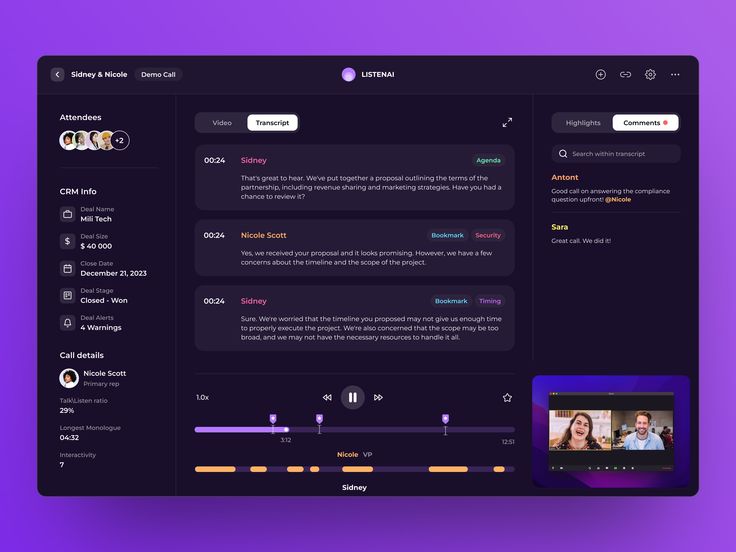 Sidney & Nicole
Demo Call
LISTENAI
Attendees
+2
CRM Info
Deal Name
Mili Tech
Deal Size
$ 40 000
Close Date
December 21, 2023
Deal Stage
Closed - Won
Deal Alerts
4 Warnings
Call details
Nicole Scott
Primary rep
Talk\Listen ratio
29%
Longest Monologue
04:32
Interactivity
7
Video
Transcript
00:24
Sidney
Agenda
That's great to hear. We've put together a proposal outlining the terms of the
partnership, including revenue sharing and marketing strategies. Have you had a
chance to review it?
00:24
Nicole Scott
Bookmark
Security
Yes, we received your proposal and it looks promising. However, we have a few
concerns about the timeline and the scope of the project.
00:24
Sidney
Bookmark
Timing
Sure. We're worried that the timeline you proposed may not give us enough time
to properly execute the project. We're also concerned that the scope may be too
broad, and we may not have the necessary resources to handle it all.
1.0x
3:12
12:51
Nicole VP
Sidney
Highlights
Comments
Search within transcript
Antont
Good call on answering the compliance
question upfront! @Nicole
Sara
Great call. We did it!